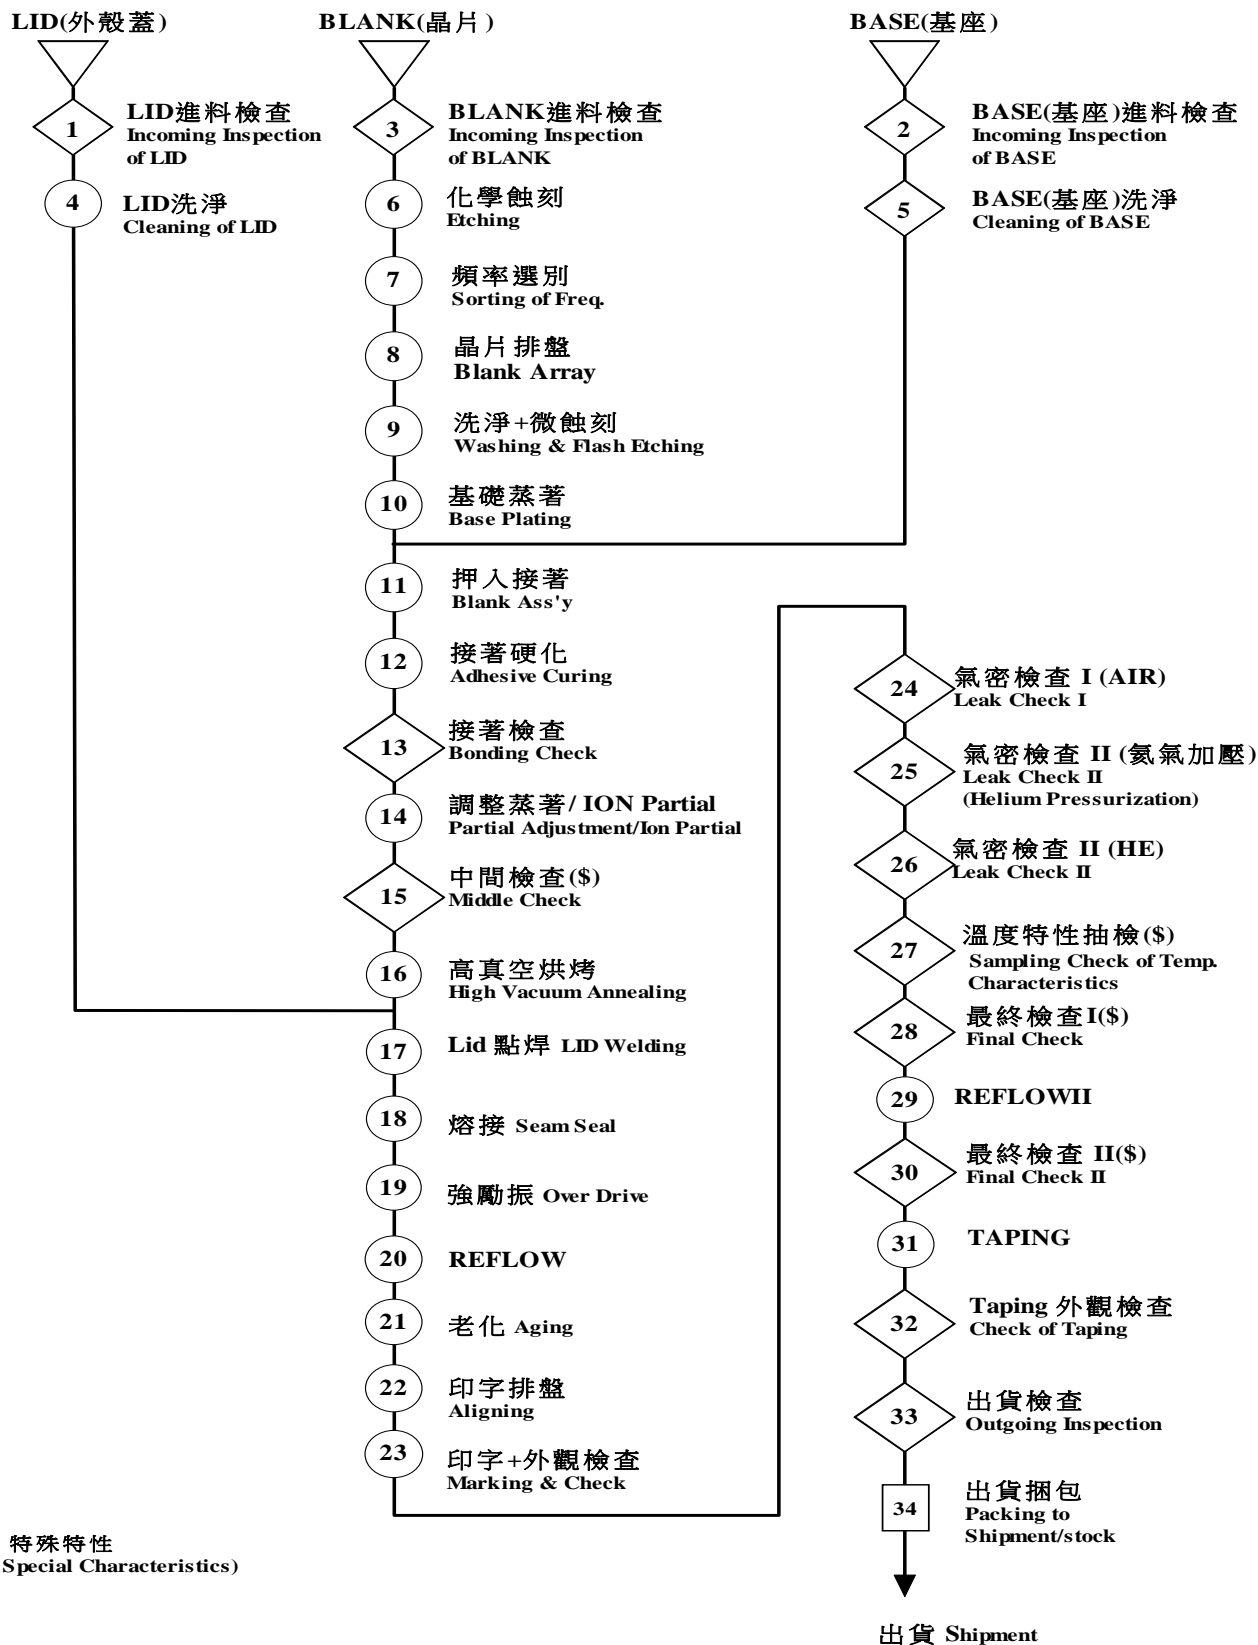 LID(外殼蓋)
BLANK(晶片)
BASE(基座)
1
LID進料檢查
Incoming Inspection
of LID
3
BLANK進料檢查
Incoming Inspection
of BLANK
2
BASE(基座)進料檢查
Incoming Inspection
of BASE
4
LID洗淨
Cleaning of LID
6
化學蝕刻
Etching
5
BASE(基座)洗淨
Cleaning of BASE
7
頻率選別
Sorting of Freq.
8
晶片排盤
Blank Array
9
洗淨+微蝕刻
Washing & Flash Etching
10
基礎蒸著
Base Plating
11
押入接著
Blank Ass'y
12
接著硬化
Adhesive Curing
13
接著檢查
Bonding Check
14
調整蒸著/ ION Partial
Partial Adjustment/Ion Partial
15
中間檢查($)
Middle Check
16
高真空烘烤
High Vacuum Annealing
17
Lid 點焊 LID Welding
18
熔接 Seam Seal
19
強勵振 Over Drive
20
REFLOW
21
老化 Aging
22
印字排盤
Aligning
23
印字+外觀檢查
Marking & Check
24
氣密檢查 I (AIR)
Leak Check I
25
氣密檢查 II (氦氣加壓)
Leak Check II
(Helium Pressurization)
26
氣密檢查 II (HE)
Leak Check II
27
溫度特性抽檢($)
Sampling Check of Temp.
Characteristics
28
最終檢查I($)
Final Check
29
REFLOWII
30
最終檢查 II($)
Final Check II
31
TAPING
32
Taping 外觀檢查
Check of Taping
33
出貨檢查
Outgoing Inspection
34
出貨捆包
Packing to
Shipment/stock
特殊特性
Special Characteristics)
出貨 Shipment